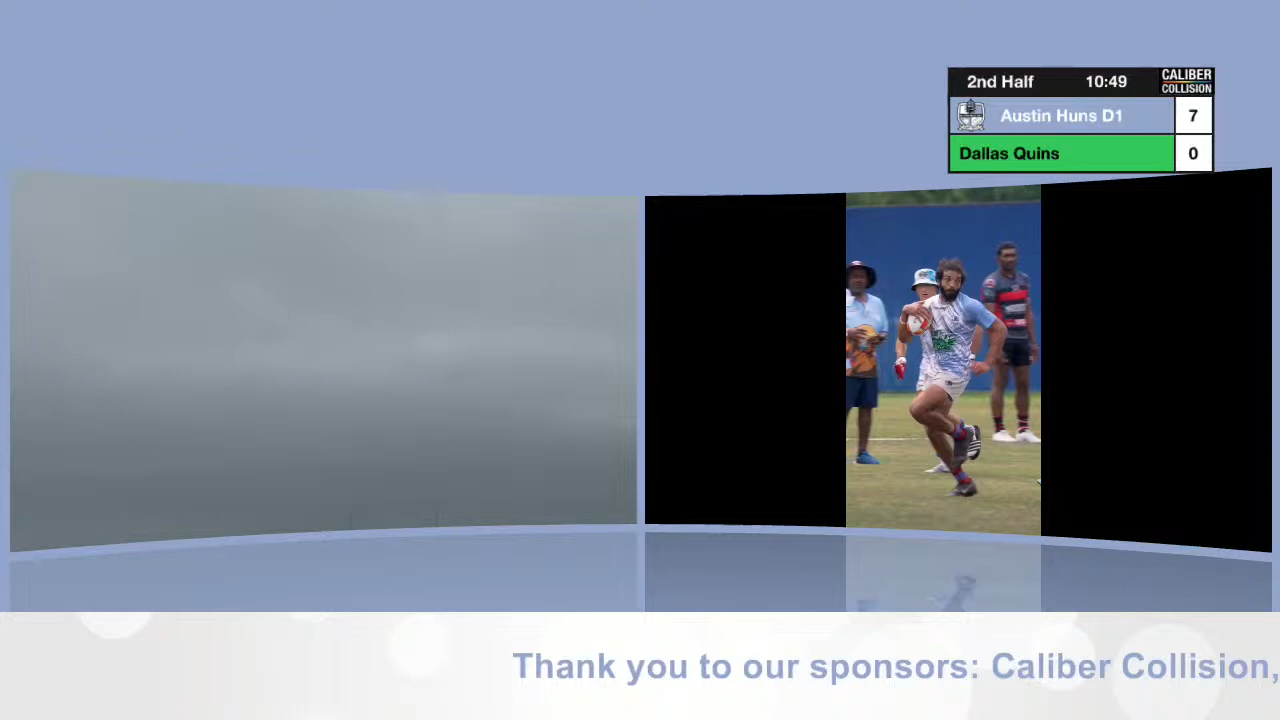 2nd Half 10:49 CALIBER COLLISION
Austin Huns D1 7
Dallas Quins 0
Thank you to our sponsors: Caliber Collision,